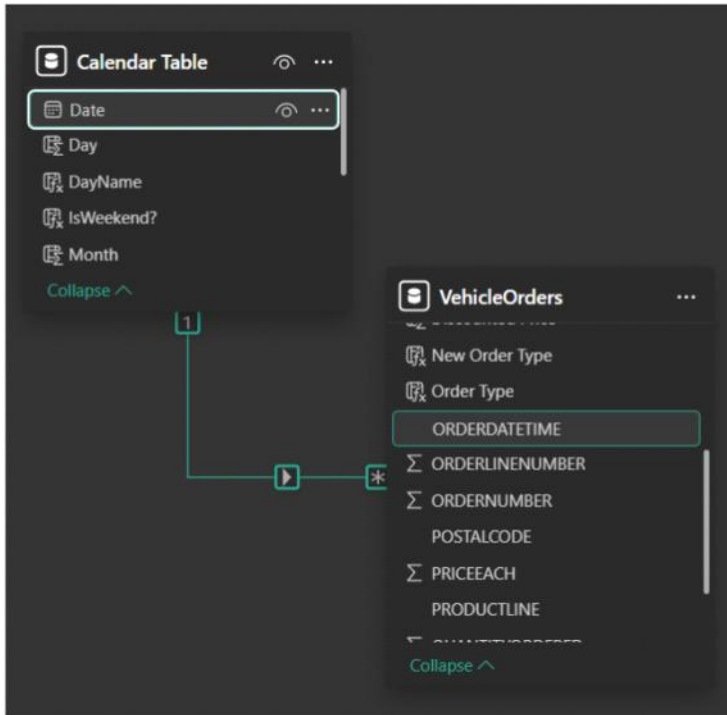 Calendar Table
Date
Day
DayName
IsWeekend?
Month
Collapse
1
*
VehicleOrders
New Order Type
Order Type
ORDERDATETIME
ORDERLINENUMBER
ORDERNUMBER
POSTALCODE
PRICEEACH
PRODUCTLINE
Collapse